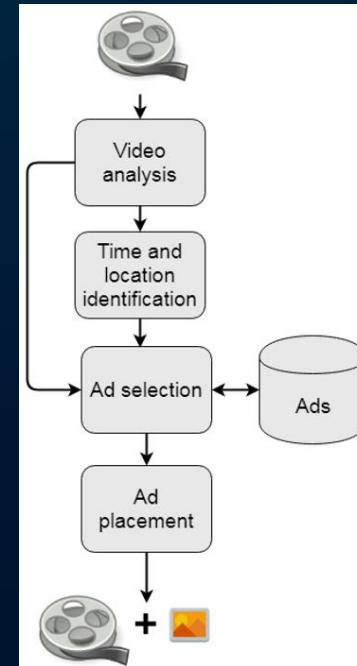 Video
analysis
Time and
location
identification
Ad selection
Ads
Ad
placement
+